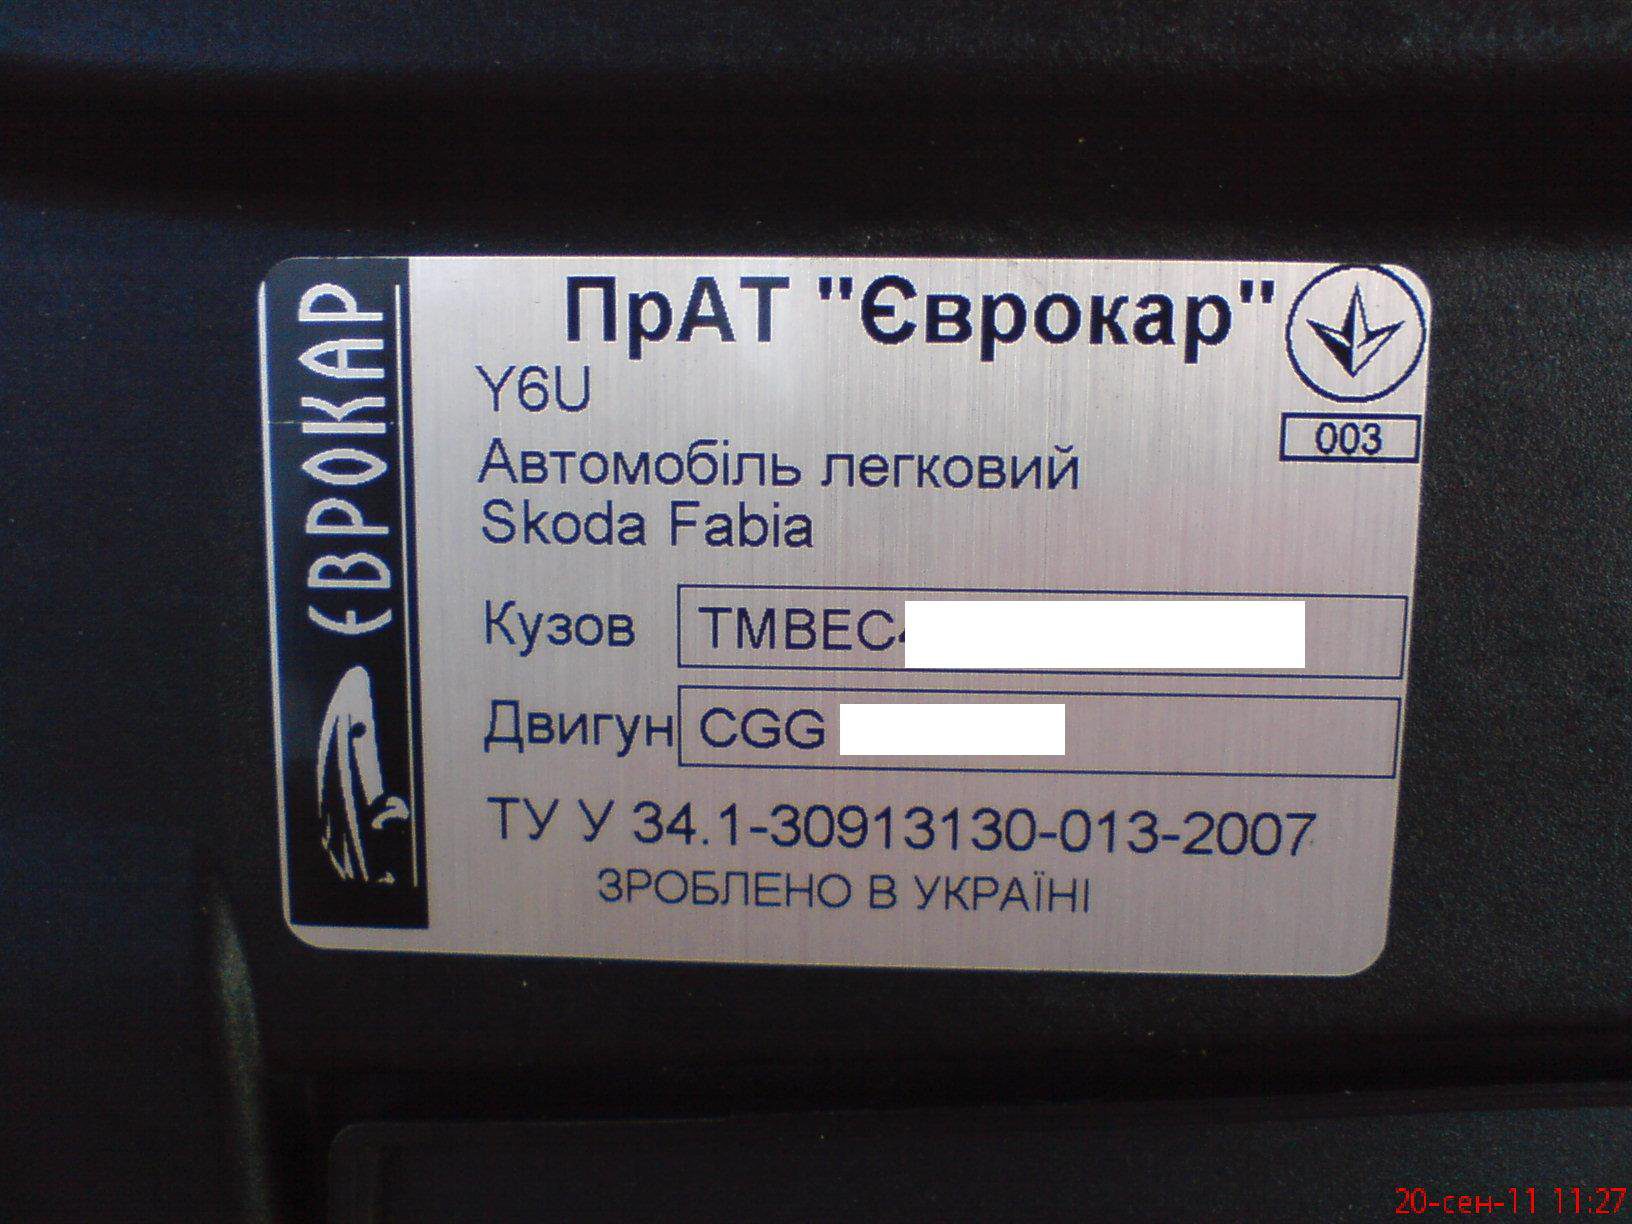 ЄВРОКАР
ПрАТ "Єврокар"
Y6U
003
Автомобіль легковий
Skoda Fabia
Кузов TMBEC
Двигун CGG
ТУ У 34.1-30913130-013-2007
ЗРОБЛЕНО В УКРАЇНІ
20-сен-11 11:27